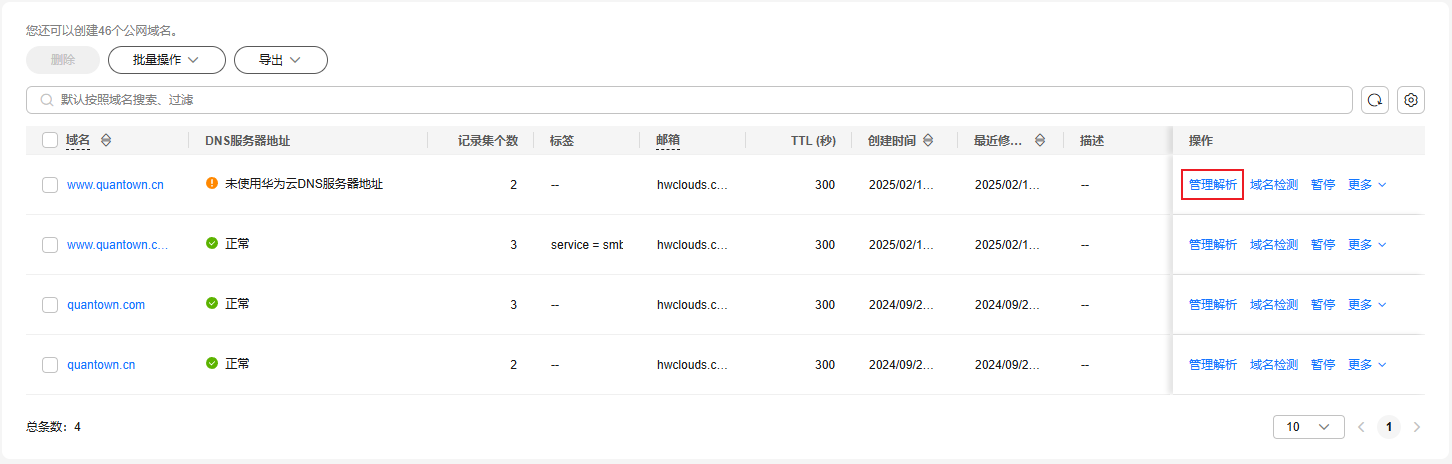 您还可以创建46个公网域名。
删除 批量操作 导出
默认按照域名搜索、过滤
域名 DNS服务器地址 记录集个数 标签 邮箱 TTL (秒) 创建时间 最近修... 描述 操作
www.quantown.cn 未使用华为云DNS服务器地址 2 -- hwclouds.c... 300 2025/02/1... 2025/02/1... -- 管理解析 域名检测 暂停 更多
www.quantown.c... 正常 3 service = smb hwclouds.c... 300 2025/02/1... 2025/02/1... -- 管理解析 域名检测 暂停 更多
quantown.com 正常 3 -- hwclouds.c... 300 2024/09/2... 2024/09/2... -- 管理解析 域名检测 暂停 更多
quantown.cn 正常 2 -- hwclouds.c... 300 2024/09/2... 2024/09/2... -- 管理解析 域名检测 暂停 更多
总条数：4 10 1